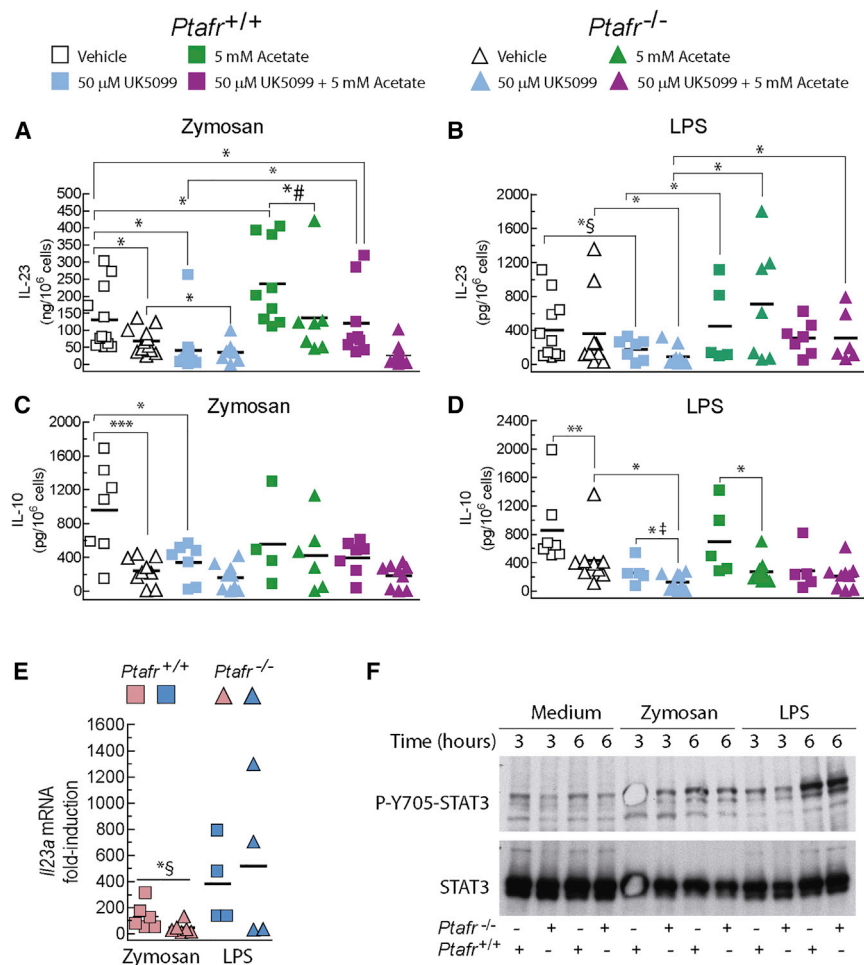 Ptafr+/+
Ptafr-/-
Vehicle
5 mM Acetate
50 μM UK5099
50 μM UK5099 + 5 mM Acetate
Vehicle
5 mM Acetate
50 μM UK5099
50 μM UK5099 + 5 mM Acetate
A
Zymosan
IL-23
(ng/10⁶ cells)
500
450
400
350
300
250
200
150
100
50
0
*
*
*
*
*
*
*#
B
LPS
IL-23
(pg/10⁶ cells)
2000
1600
1200
800
400
0
*§
*
*
*
*
C
Zymosan
IL-10
(pg/10⁶ cells)
2000
1600
1200
800
400
0
***
*
D
LPS
IL-10
(pg/10⁶ cells)
2000
1600
1200
800
400
0
**
*
*‡
*
E
Ptafr+/+
Ptafr-/-
Il23a mRNA
fold-induction
1600
1400
1200
1000
800
600
400
200
0
*§
Zymosan
LPS
F
Medium Zymosan LPS
Time (hours) 3 3 6 6 3 3 6 6 3 3 6 6
P-Y705-STAT3
STAT3
Ptafr-/- - + - + - + - + - + - +
Ptafr+/+ + - + - + - + - + - + -